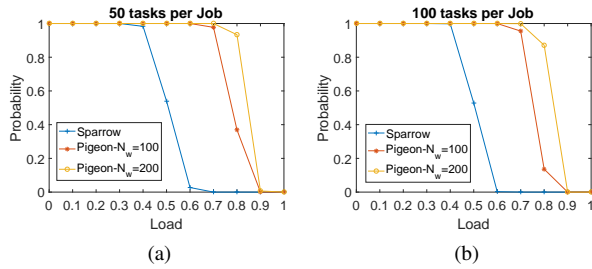 50 tasks per Job
Probability
1
0.8
0.6
0.4
0.2
0
Sparrow
Pigeon-N_w=100
Pigeon-N_w=200
0 0.1 0.2 0.3 0.4 0.5 0.6 0.7 0.8 0.9 1
Load
(a)
100 tasks per Job
Probability
1
0.8
0.6
0.4
0.2
0
Sparrow
Pigeon-N_w=100
Pigeon-N_w=200
0 0.1 0.2 0.3 0.4 0.5 0.6 0.7 0.8 0.9 1
Load
(b)